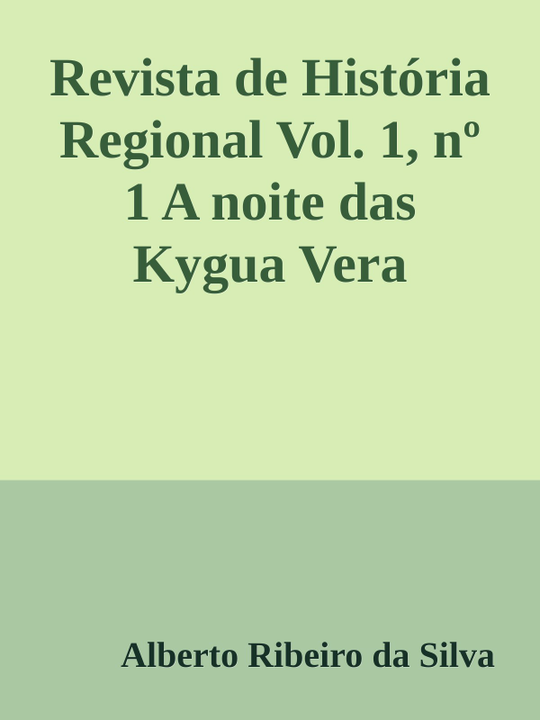 Revista de História
Regional Vol. 1, nº
1 A noite das
Kygua Vera
Alberto Ribeiro da Silva